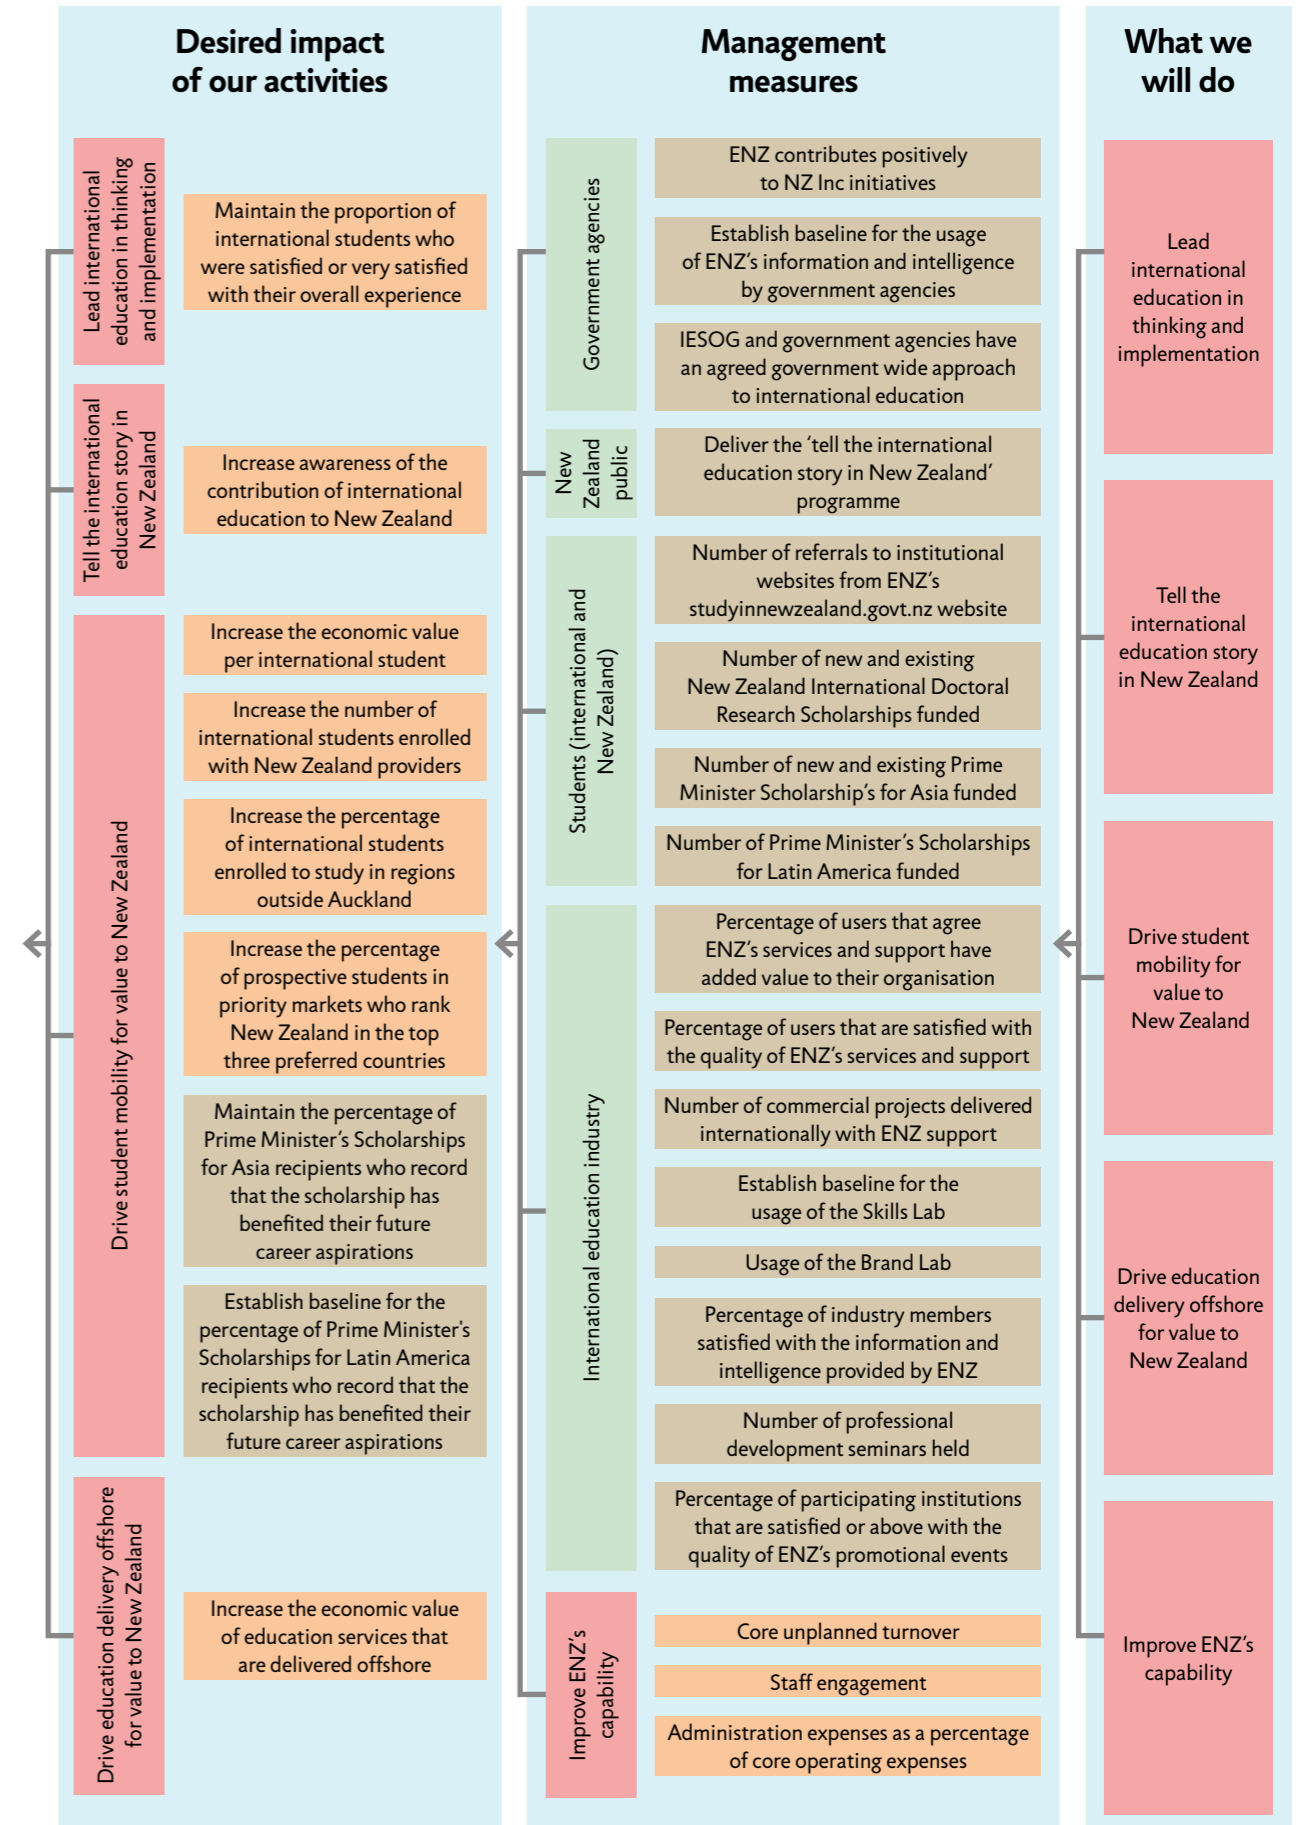 Desired impact
of our activities
Lead international
education in thinking
and implementation
Maintain the proportion of
international students who
were satisfied or very satisfied
with their overall experience
Tell the international
education story in
New Zealand
Increase awareness of the
contribution of international
education to New Zealand
Drive student mobility for value to New Zealand
Increase the economic value
per international student
Increase the number of
international students enrolled
with New Zealand providers
Increase the percentage
of international students
enrolled to study in regions
outside Auckland
Increase the percentage
of prospective students in
priority markets who rank
New Zealand in the top
three preferred countries
Maintain the percentage of
Prime Minister’s Scholarships
for Asia recipients who record
that the scholarship has
benefited their future
career aspirations
Establish baseline for the
percentage of Prime Minister's
Scholarships for Latin America
recipients who record that the
scholarship has benefited their
future career aspirations
Drive education delivery offshore
for value to New Zealand
Increase the economic value
of education services that
are delivered offshore
Management
measures
Government agencies
ENZ contributes positively
to NZ Inc initiatives
Establish baseline for the usage
of ENZ’s information and intelligence
by government agencies
IESOG and government agencies have
an agreed government wide approach
to international education
New
Zealand
public
Deliver the ‘tell the international
education story in New Zealand’
programme
Students (international and
New Zealand)
Number of referrals to institutional
websites from ENZ’s
studyinnewzealand.govt.nz website
Number of new and existing
New Zealand International Doctoral
Research Scholarships funded
Number of new and existing Prime
Minister Scholarship’s for Asia funded
Number of Prime Minister’s Scholarships
for Latin America funded
International education industry
Percentage of users that agree
ENZ’s services and support have
added value to their organisation
Percentage of users that are satisfied with
the quality of ENZ’s services and support
Number of commercial projects delivered
internationally with ENZ support
Establish baseline for the
usage of the Skills Lab
Usage of the Brand Lab
Percentage of industry members
satisfied with the information and
intelligence provided by ENZ
Number of professional
development seminars held
Percentage of participating institutions
that are satisfied or above with the
quality of ENZ’s promotional events
Improve ENZ’s
capability
Core unplanned turnover
Staff engagement
Administration expenses as a percentage
of core operating expenses
What we
will do
Lead
international
education in
thinking and
implementation
Tell the
international
education story
in New Zealand
Drive student
mobility for
value to
New Zealand
Drive education
delivery offshore
for value to
New Zealand
Improve ENZ’s
capability